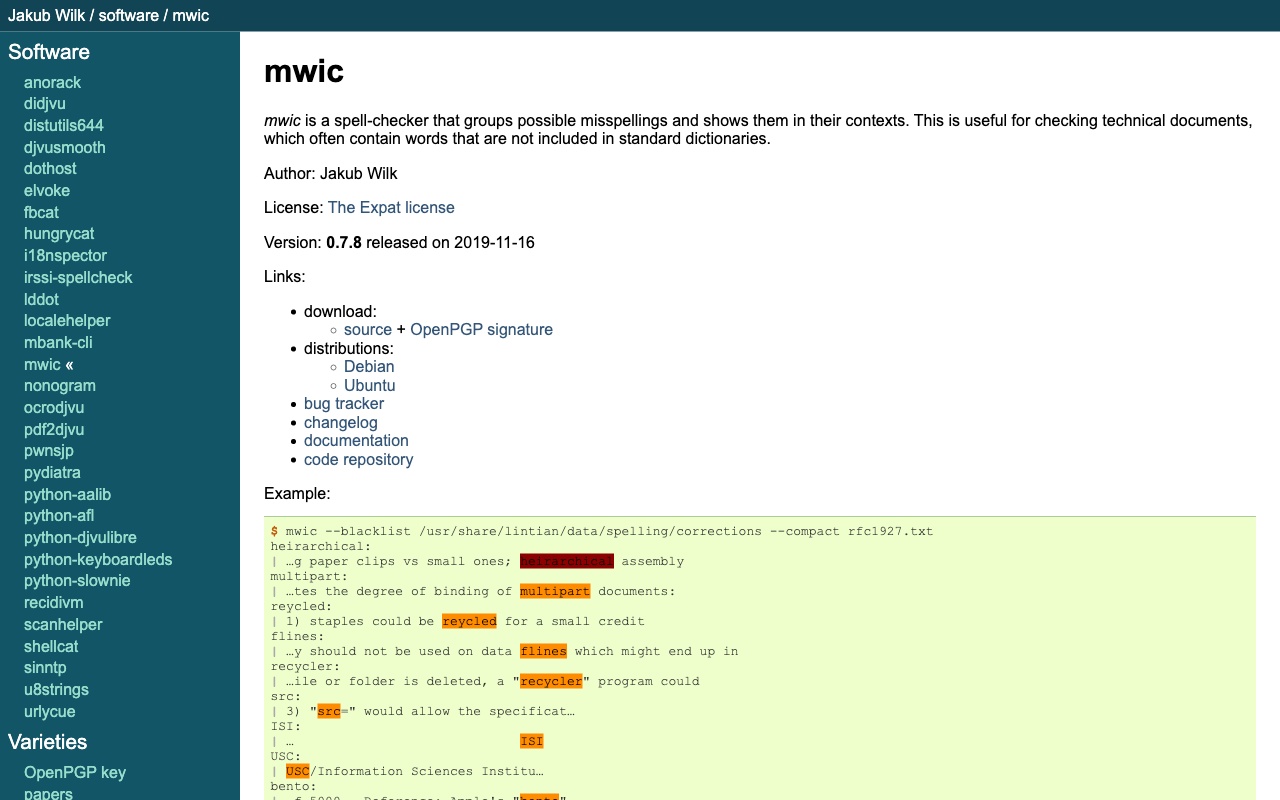 Jakub Wilk / software / mwic
Software
anorack
didjvu
distutils644
djvusmooth
dothost
elvoke
fbcat
hungrycat
i18nspector
irssi-spellcheck
lddot
localehelper
mbank-cli
mwic «
nonogram
ocrodjvu
pdf2djvu
pwnsjp
pydiatra
python-aalib
python-afl
python-djvulibre
python-keyboardleds
python-slownie
recidivm
scanhelper
shellcat
sinntp
u8strings
urlycue
Varieties
OpenPGP key
papers
mwic
mwic is a spell-checker that groups possible misspellings and shows them in their contexts. This is useful for checking technical documents,
which often contain words that are not included in standard dictionaries.
Author: Jakub Wilk
License: The Expat license
Version: 0.7.8 released on 2019-11-16
Links:
• download:
◦ source + OpenPGP signature
• distributions:
◦ Debian
◦ Ubuntu
• bug tracker
• changelog
• documentation
• code repository
Example:
$ mwic --blacklist /usr/share/lintian/data/spelling/corrections --compact rfc1927.txt
heirarchical:
| …g paper clips vs small ones; heirarchical assembly
multipart:
| …tes the degree of binding of multipart documents:
reycled:
| 1) staples could be reycled for a small credit
flines:
| …y should not be used on data flines which might end up in
recycler:
| …ile or folder is deleted, a "recycler" program could
src:
| 3) "src=" would allow the specificat…
ISI:
| … ISI
USC:
| USC/Information Sciences Institu…
bento: